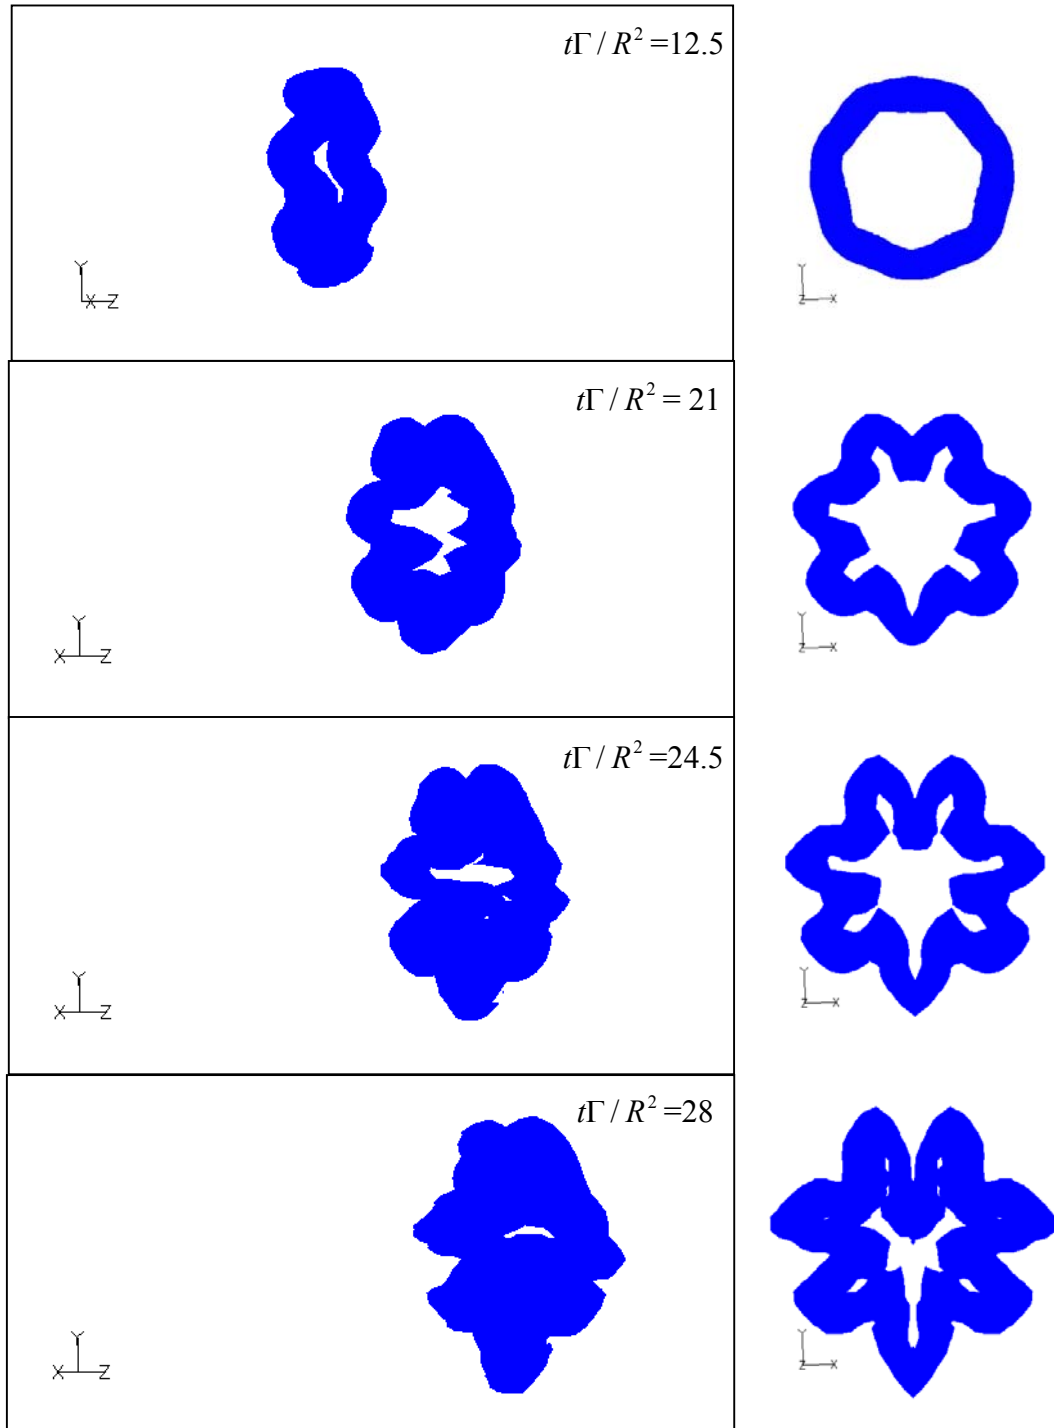 tΓ / R² =12.5
Y
X Z
Y
Z X
tΓ / R² = 21
Y
X Z
Y
Z X
tΓ / R² =24.5
Y
X Z
Y
Z X
tΓ / R² =28
Y
X Z
Y
Z X